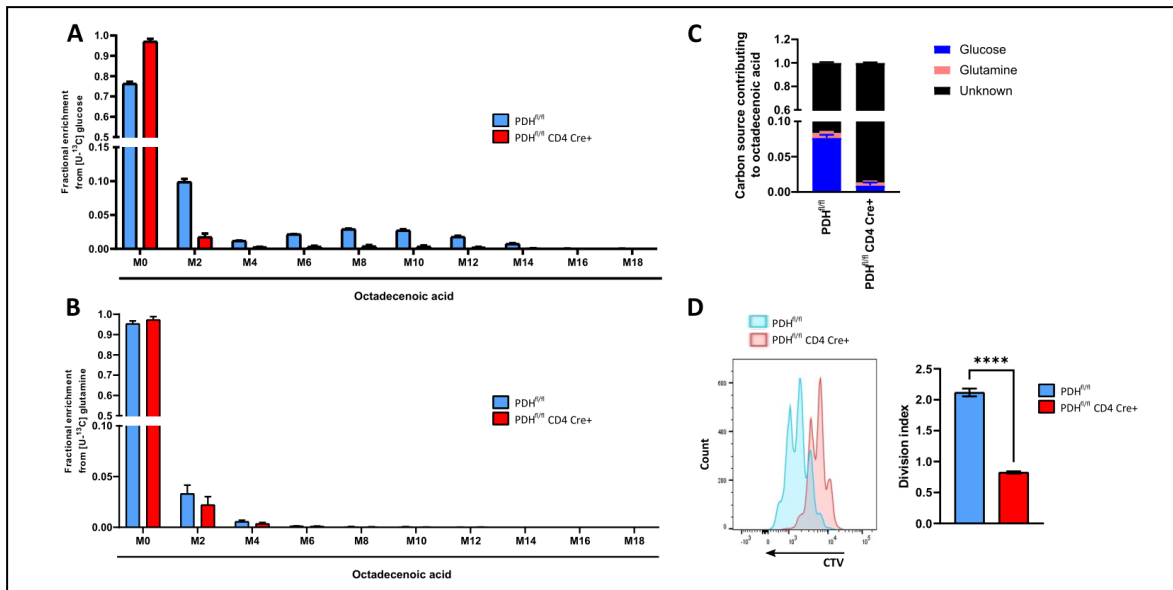 A
Fractional enrichment
from [U-¹³C] glucose
1.0
0.9
0.8
0.7
0.6
0.5
0.15
0.10
0.05
0.00
M0 M2 M4 M6 M8 M10 M12 M14 M16 M18
Octadecenoic acid
PDHfl/fl
PDHfl/fl CD4 Cre+
C
Carbon source contributing
to octadecenoic acid
1.2
1.0
0.8
0.6
0.4
0.10
0.05
0.00
PDHfl/fl
PDHfl/fl CD4 Cre+
Glucose
Glutamine
Unknown
B
Fractional enrichment
from [U-¹³C] glutamine
1.0
0.9
0.8
0.7
0.6
0.5
0.10
0.05
0.00
M0 M2 M4 M6 M8 M10 M12 M14 M16 M18
Octadecenoic acid
PDHfl/fl
PDHfl/fl CD4 Cre+
D
PDHfl/fl
PDHfl/fl CD4 Cre+
Count
600
400
200
0
-10³ 0 10³ 10⁴ 10⁵
CTV
Division index
2.5
2.0
1.5
1.0
0.5
0.0
****
PDHfl/fl
PDHfl/fl CD4 Cre+